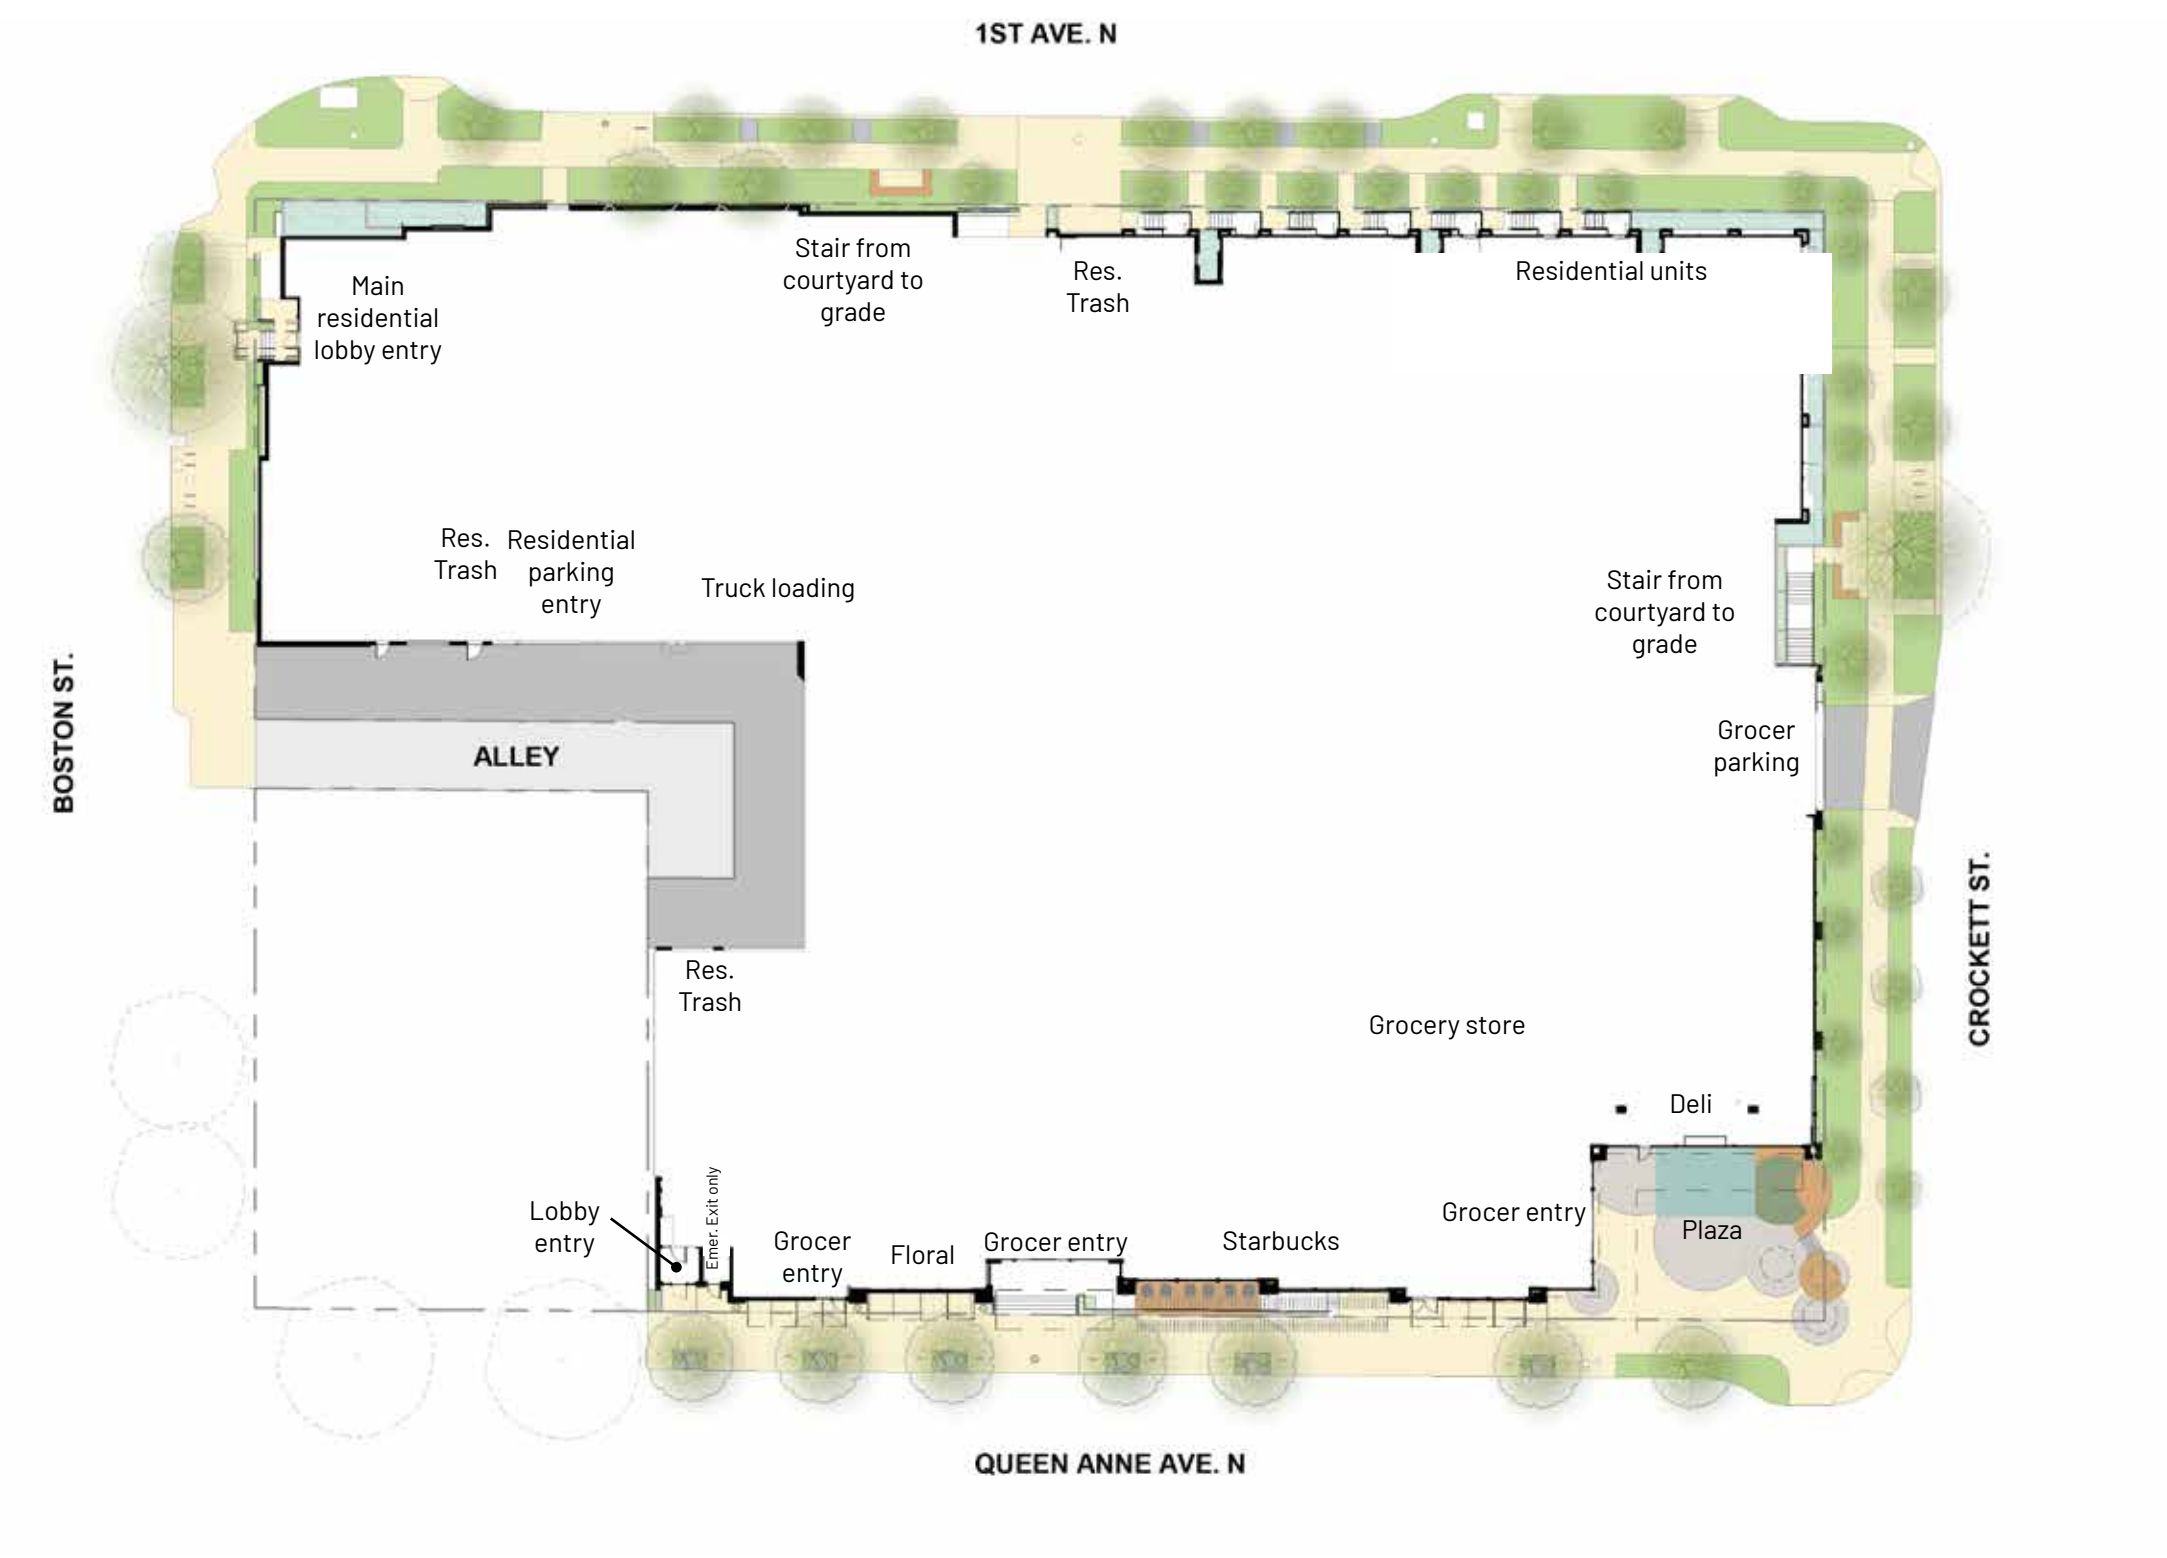 1ST AVE. N
Stair from
courtyard to
grade
Res.
Trash
Residential units
Main
residential
lobby entry
Res.
Trash
Residential
parking
entry
Truck loading
Stair from
courtyard to
grade
BOSTON ST.
ALLEY
Grocer
parking
CROCKETT ST.
Res.
Trash
Grocery store
Deli
Lobby
entry
Emer. Exit only
Grocer
entry
Floral
Grocer entry
Starbucks
Grocer entry
Plaza
QUEEN ANNE AVE. N